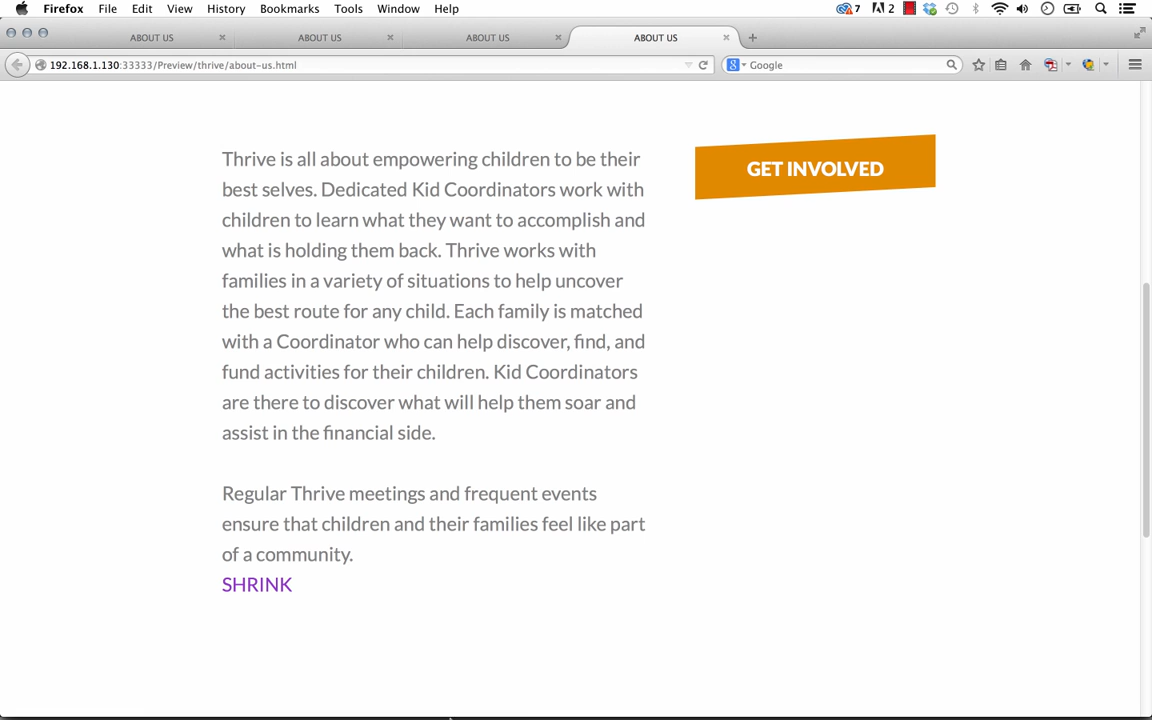 Firefox File Edit View History Bookmarks Tools Window Help 7 2
ABOUT US ABOUT US ABOUT US ABOUT US
192.168.1.130:33333/Preview/thrive/about-us.html Google
Thrive is all about empowering children to be their
best selves. Dedicated Kid Coordinators work with
children to learn what they want to accomplish and
what is holding them back. Thrive works with
families in a variety of situations to help uncover
the best route for any child. Each family is matched
with a Coordinator who can help discover, find, and
fund activities for their children. Kid Coordinators
are there to discover what will help them soar and
assist in the financial side.
Regular Thrive meetings and frequent events
ensure that children and their families feel like part
of a community.
SHRINK
GET INVOLVED